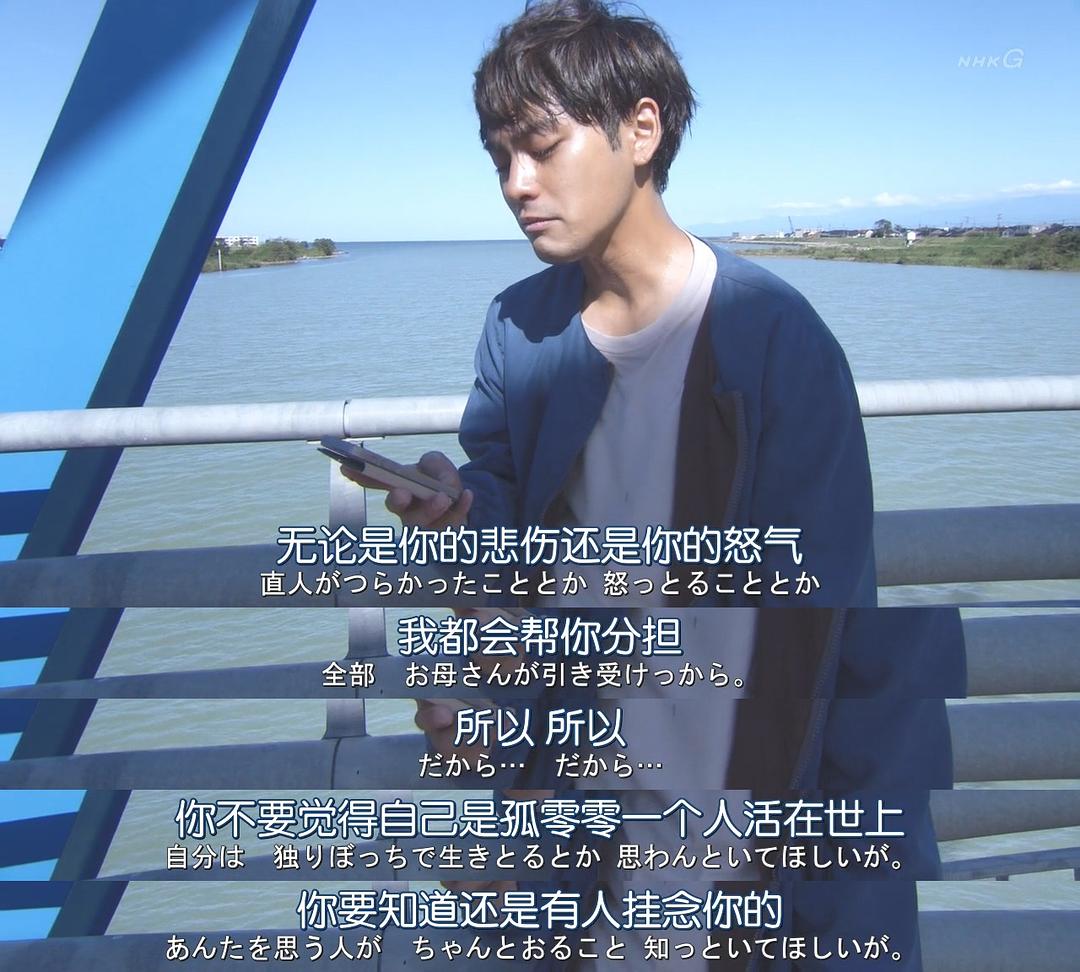 NHKG
无论是你的悲伤还是你的怒气
直人がつらかったこととか 怒っとることとか
我都会帮你分担
全部 お母さんが引き受けっから。
所以 所以
だから… だから…
你不要觉得自己是孤零零一个人活在世上
自分は 独りぼっちで生きとるとか 思わんといてほしいが。
你要知道还是有人挂念你的
あんたを思う人が ちゃんとおること 知っといてほしいが。